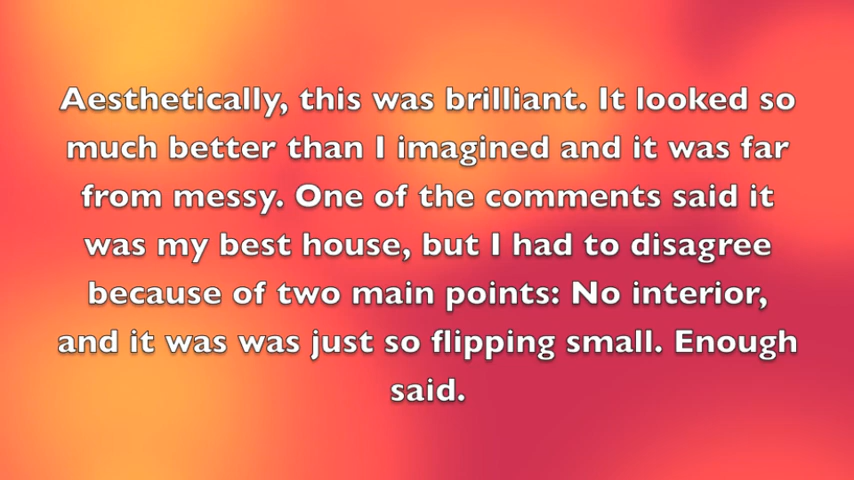 Aesthetically, this was brilliant. It looked so
much better than I imagined and it was far
from messy. One of the comments said it
was my best house, but I had to disagree
because of two main points: No interior,
and it was was just so flipping small. Enough
said.